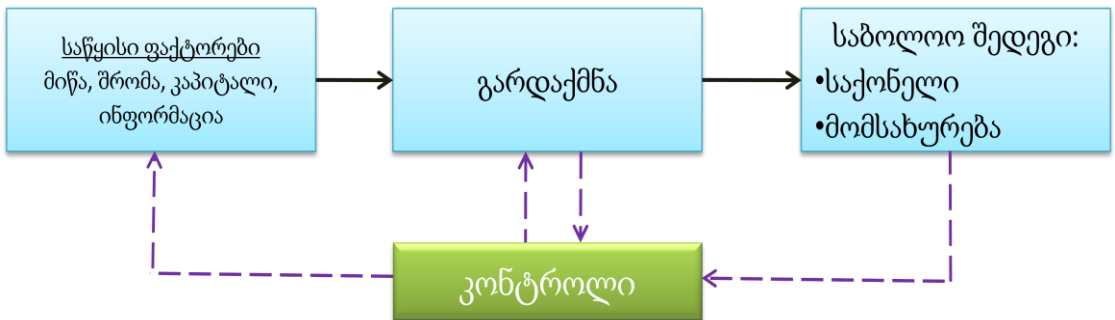 საწყისი ფაქტორები
მიწა, შრომა, კაპიტალი,
ინფორმაცია
გარდაქმნა
საბოლოო შედეგი:
•საქონელი
•მომსახურება
კონტროლი